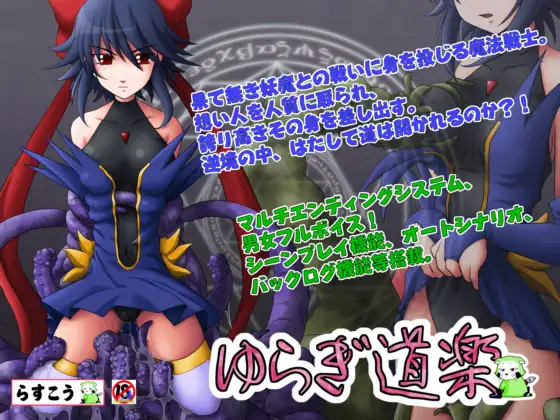 果て無き妖魔との戦いに身を投じる魔法戦士。
想い人を人質に取られ、
誇り高きその身を差し出す。
逆境の中、はたして道は開かれるのか？！
マルチエンディングシステム、
男女フルボイス！
シーンプレイ機能、オートシナリオ、
バックログ機能等搭載。
ゆらぎ道楽
らすこう
18